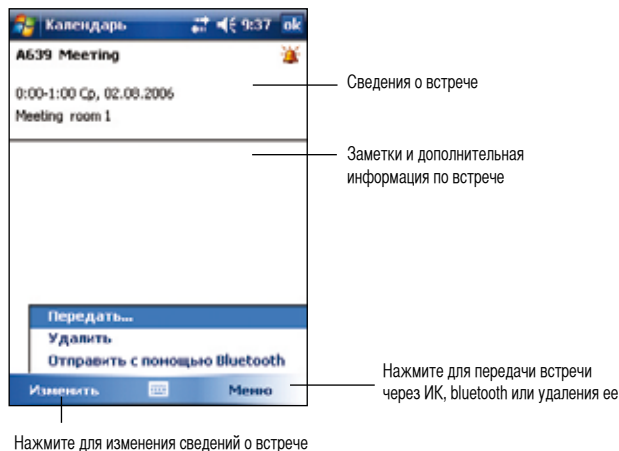 Календарь 9:37 ok
A639 Meeting
0:00-1:00 Ср, 02.08.2006
Meeting room 1
Сведения о встрече
Заметки и дополнительная
информация по встрече
Передать...
Удалить
Отправить с помощью Bluetooth
Изменить Меню
Нажмите для передачи встречи
через ИК, bluetooth или удаления ее
Нажмите для изменения сведений о встрече